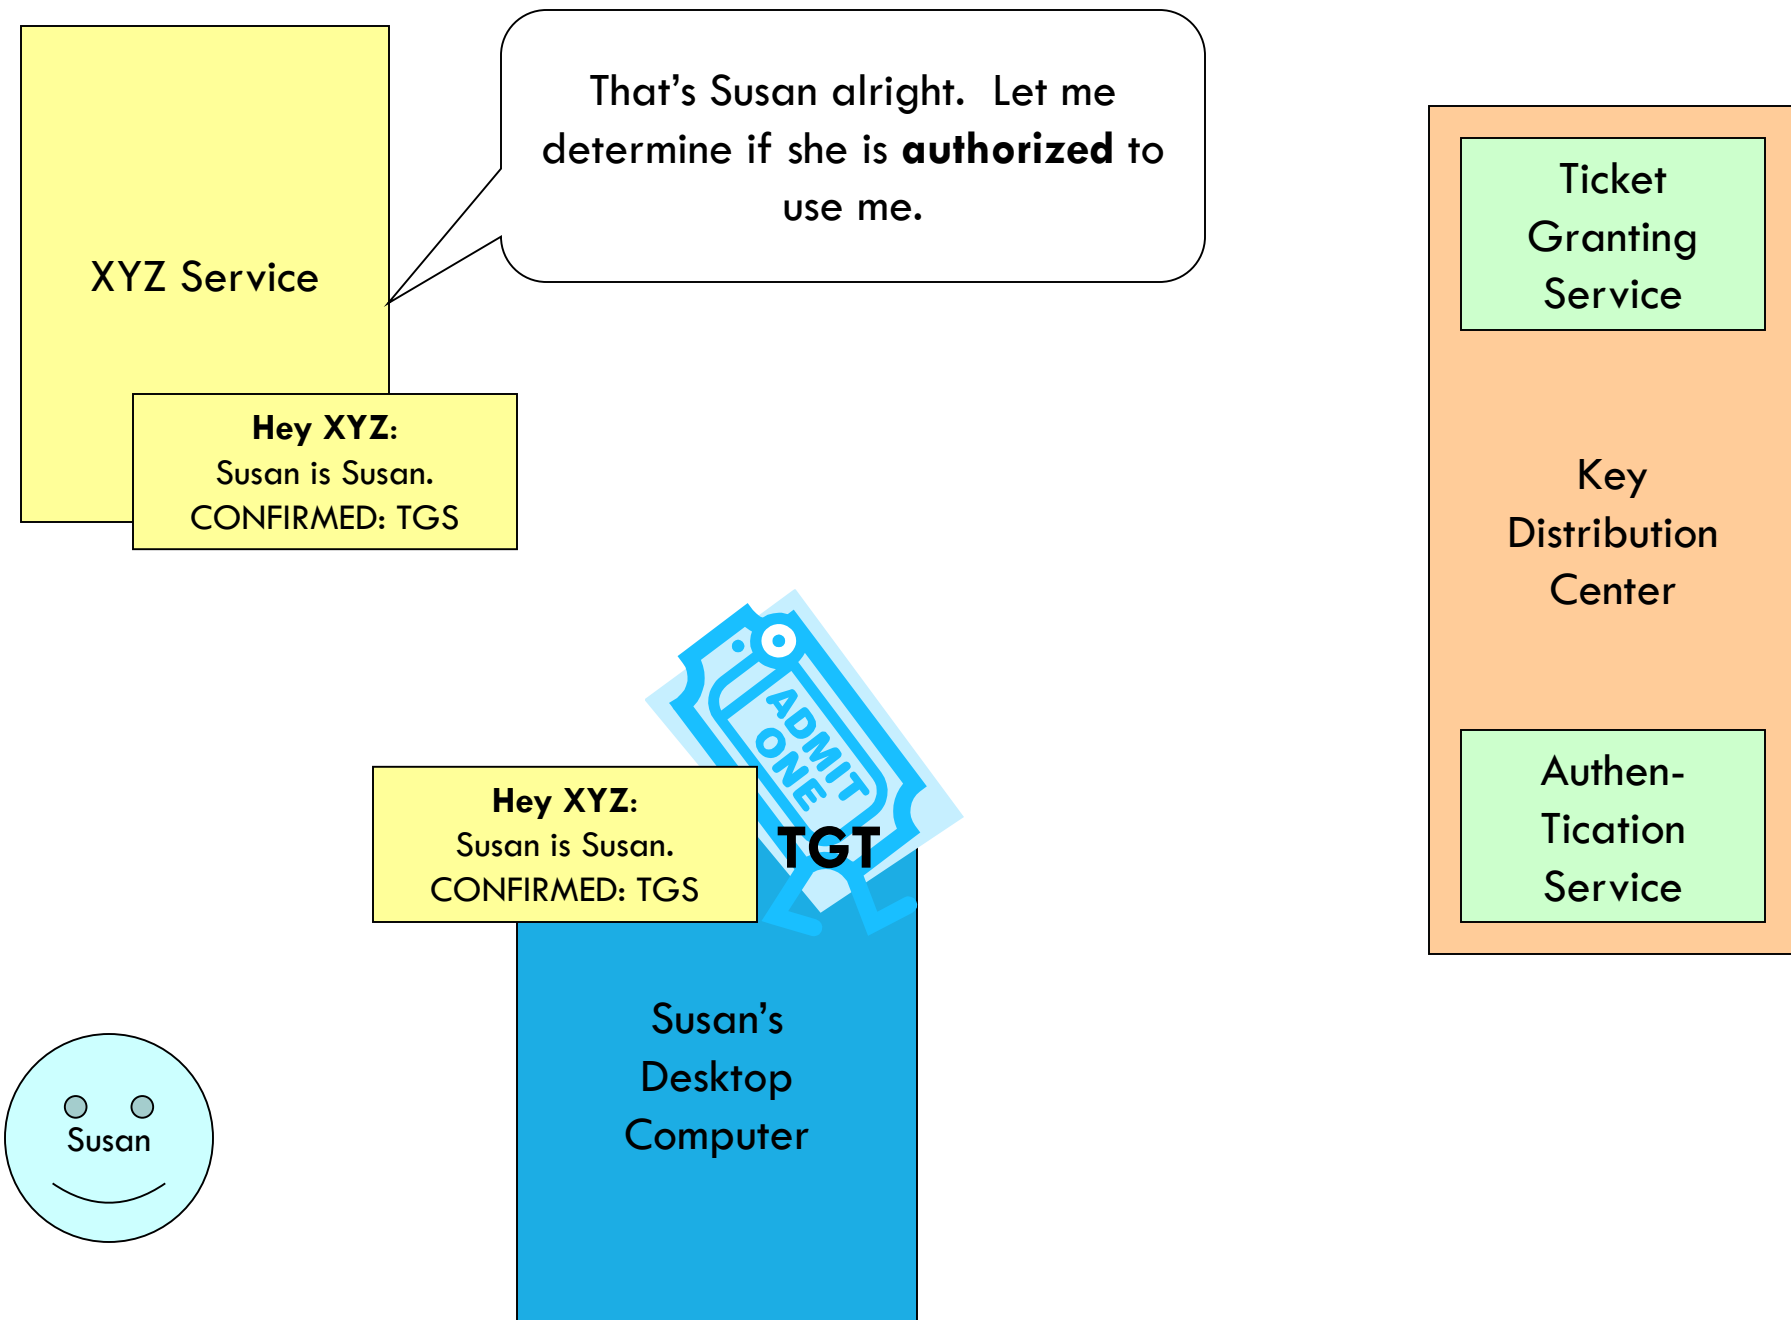 That's Susan alright.  Let me
determine if she is authorized to
use me.
XYZ Service
Hey XYZ:
Susan is Susan.
CONFIRMED: TGS
Ticket
Granting
Service
Key
Distribution
Center
Authen-
Tication
Service
ADMIT
ONE
TGT
Hey XYZ:
Susan is Susan.
CONFIRMED: TGS
Susan’s
Desktop
Computer
Susan